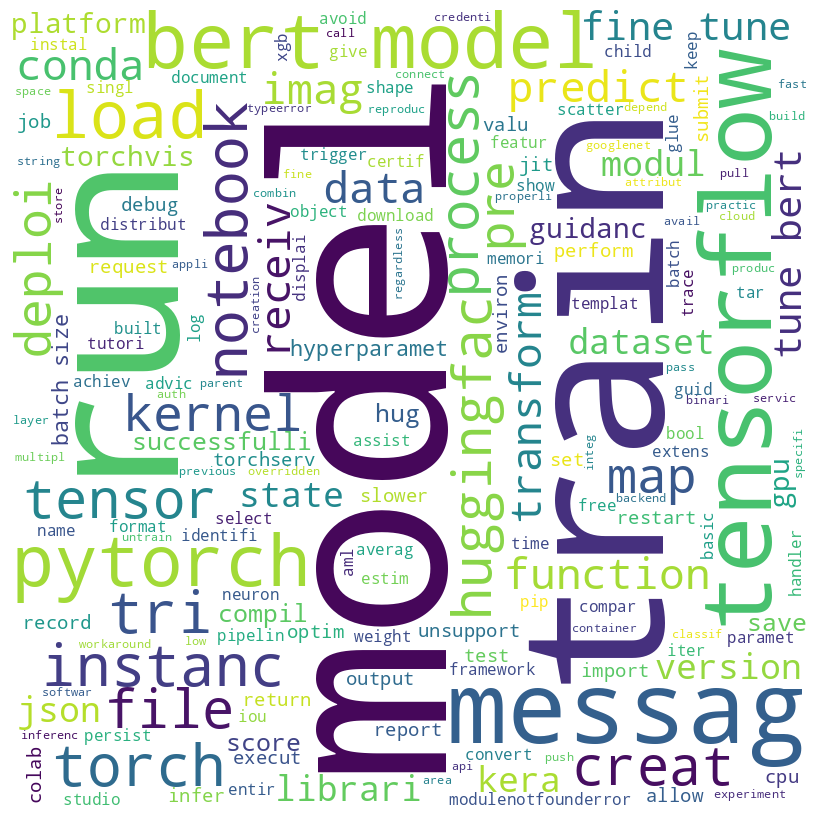 platform
instal
conda
space
singl
document
job
load
string
store
torchvis
deploi
debug
distribut
request
appli
built
tutori
log
batch size
achiev
advic
auth
parent
layer
multipl
kernel
successfulli
previous
overridden
torchserv
tensor
state
name
format
select
untrain
identifi
pytorch
record
tri
neuron
compil
pipelin
optim
workaround
low
instanc
softwar
json
file
return
iou
inferenc
persist
score
colab
torch
execut
studio
infer
entir
librari
run
notebook
receiv
displai
creation
bert model
avoid
call
xgb
give
credenti
imag
shape
connect
typeerror
reproduc
trigger
certif
combin
fine
data
object
download
regardless
hyperparamet
hug
assist
slower
averag
aml
estim
weight
unsupport
output
report
test
framework
convert
area
api
push
model
huggingfac
process
pre
transform
fine tune
child
keep
predict
scatter
submit
valu
depend
glue
featur
jit
googlenet
show
modul
attribut
properli
guidanc
perform
memori
environ
templat
batch
trace
dataset
guid
bool
set
map
extens
integ
free
backend
restart
time
function
pip
compar
container
classif
iter
import
version
paramet
save
messag
kera
creat
cpu
modulenotfounderror
allow
experiment
train
tensorflow
fast
build
pull
practic
avail
cloud
produc
tar
gpu
tune bert
pass
binari
servic
basic
specifi
handler